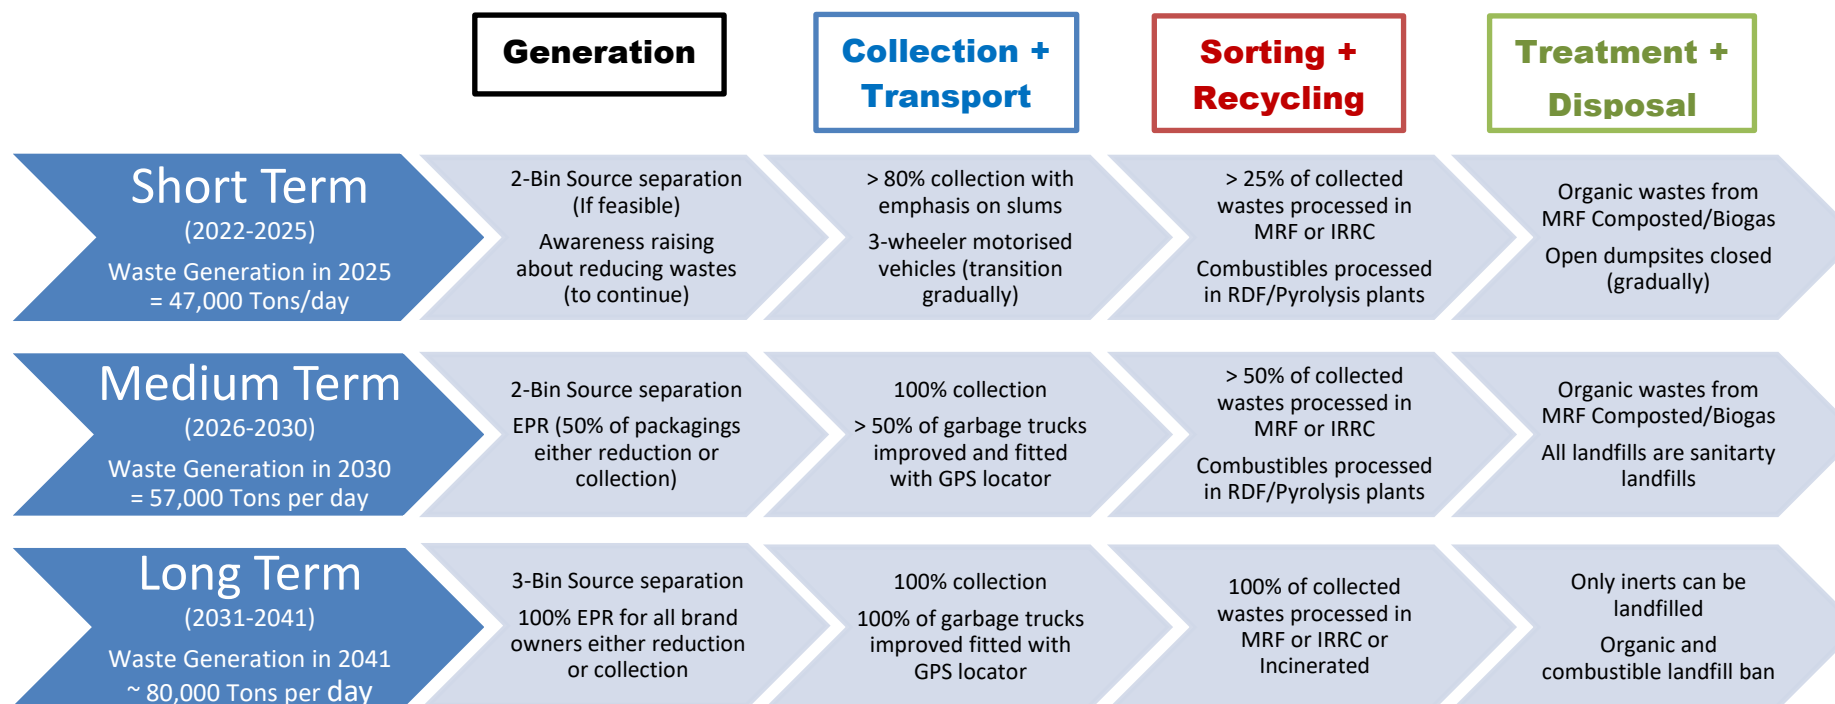 Generation
Collection +
Transport
Sorting +
Recycling
Treatment +
Disposal
Short Term
(2022-2025)
Waste Generation in 2025
= 47,000 Tons/day
2-Bin Source separation
(If feasible)
Awareness raising
about reducing wastes
(to continue)
> 80% collection with
emphasis on slums
3-wheeler motorised
vehicles (transition
gradually)
> 25% of collected
wastes processed in
MRF or IRRC
Combustibles processed
in RDF/Pyrolysis plants
Organic wastes from
MRF Composted/Biogas
Open dumpsites closed
(gradually)
Medium Term
(2026-2030)
Waste Generation in 2030
= 57,000 Tons per day
2-Bin Source separation
EPR (50% of packagings
either reduction or
collection)
100% collection
> 50% of garbage trucks
improved and fitted
with GPS locator
> 50% of collected
wastes processed in
MRF or IRRC
Combustibles processed
in RDF/Pyrolysis plants
Organic wastes from
MRF Composted/Biogas
All landfills are sanitarty
landfills
Long Term
(2031-2041)
Waste Generation in 2041
~ 80,000 Tons per day
3-Bin Source separation
100% EPR for all brand
owners either reduction
or collection
100% collection
100% of garbage trucks
improved fitted with
GPS locator
100% of collected
wastes processed in
MRF or IRRC or
Incinerated
Only inerts can be
landfilled
Organic and
combustible landfill ban